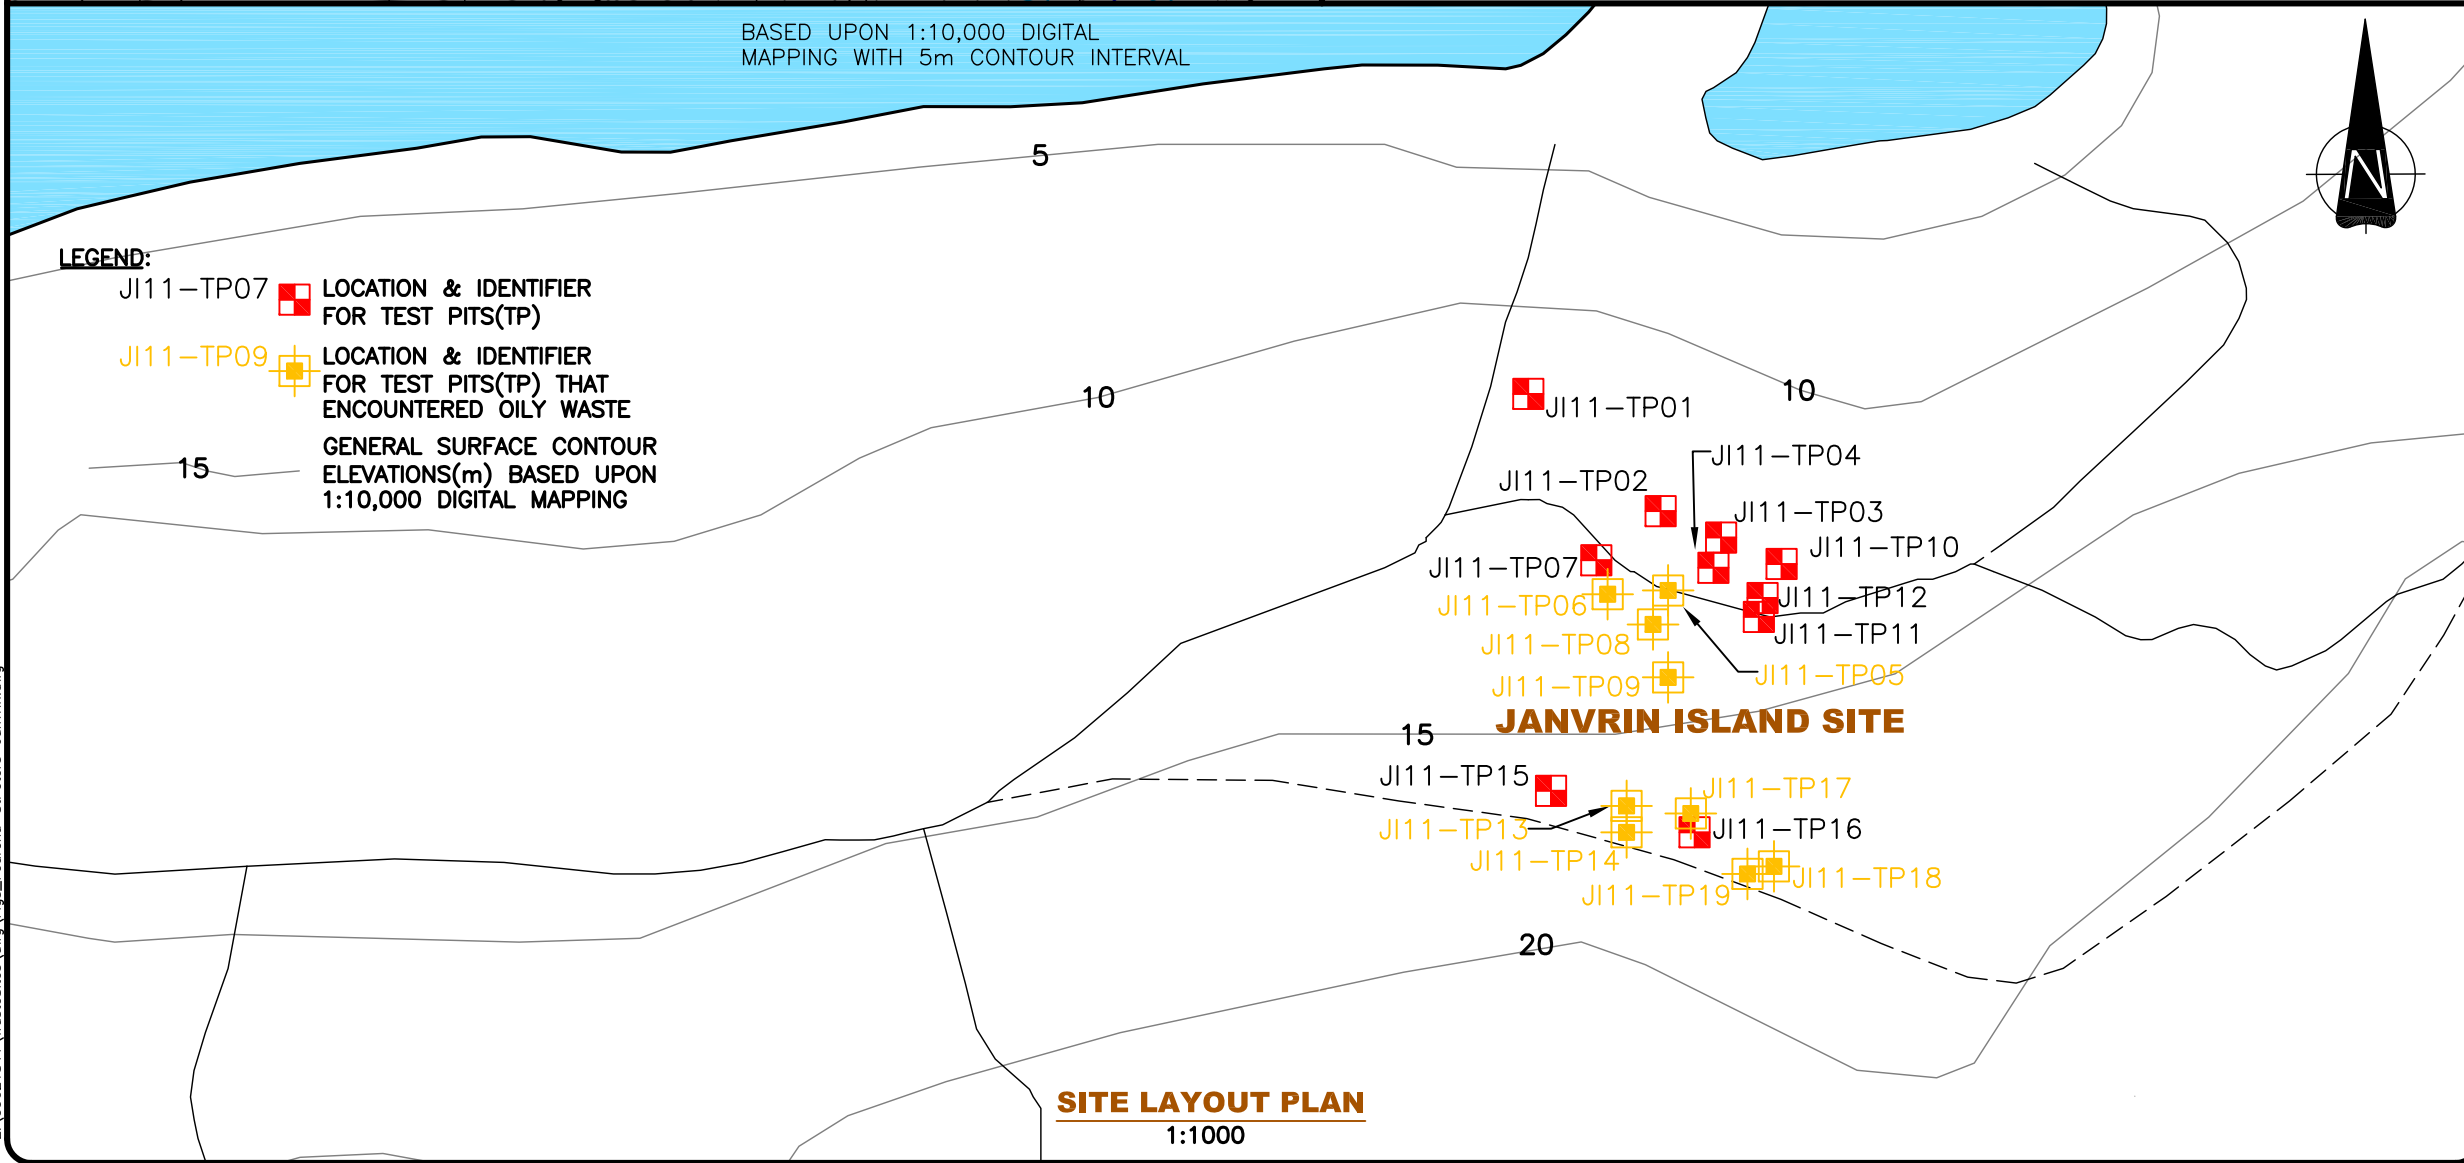 BASED UPON 1:10,000 DIGITAL
MAPPING WITH 5m CONTOUR INTERVAL
N
5
LEGEND:
JI11-TP07
LOCATION & IDENTIFIER
FOR TEST PITS(TP)
JI11-TP09
LOCATION & IDENTIFIER
FOR TEST PITS(TP) THAT
ENCOUNTERED OILY WASTE
15
GENERAL SURFACE CONTOUR
ELEVATIONS(m) BASED UPON
1:10,000 DIGITAL MAPPING
10
10
JI11-TP01
JI11-TP04
JI11-TP02
JI11-TP03
JI11-TP10
JI11-TP07
JI11-TP12
JI11-TP06
JI11-TP11
JI11-TP08
JI11-TP05
JI11-TP09
JANVRIN ISLAND SITE
15
JI11-TP15
JI11-TP17
JI11-TP13
JI11-TP16
JI11-TP14
JI11-TP18
JI11-TP19
20
SITE LAYOUT PLAN
1:1000